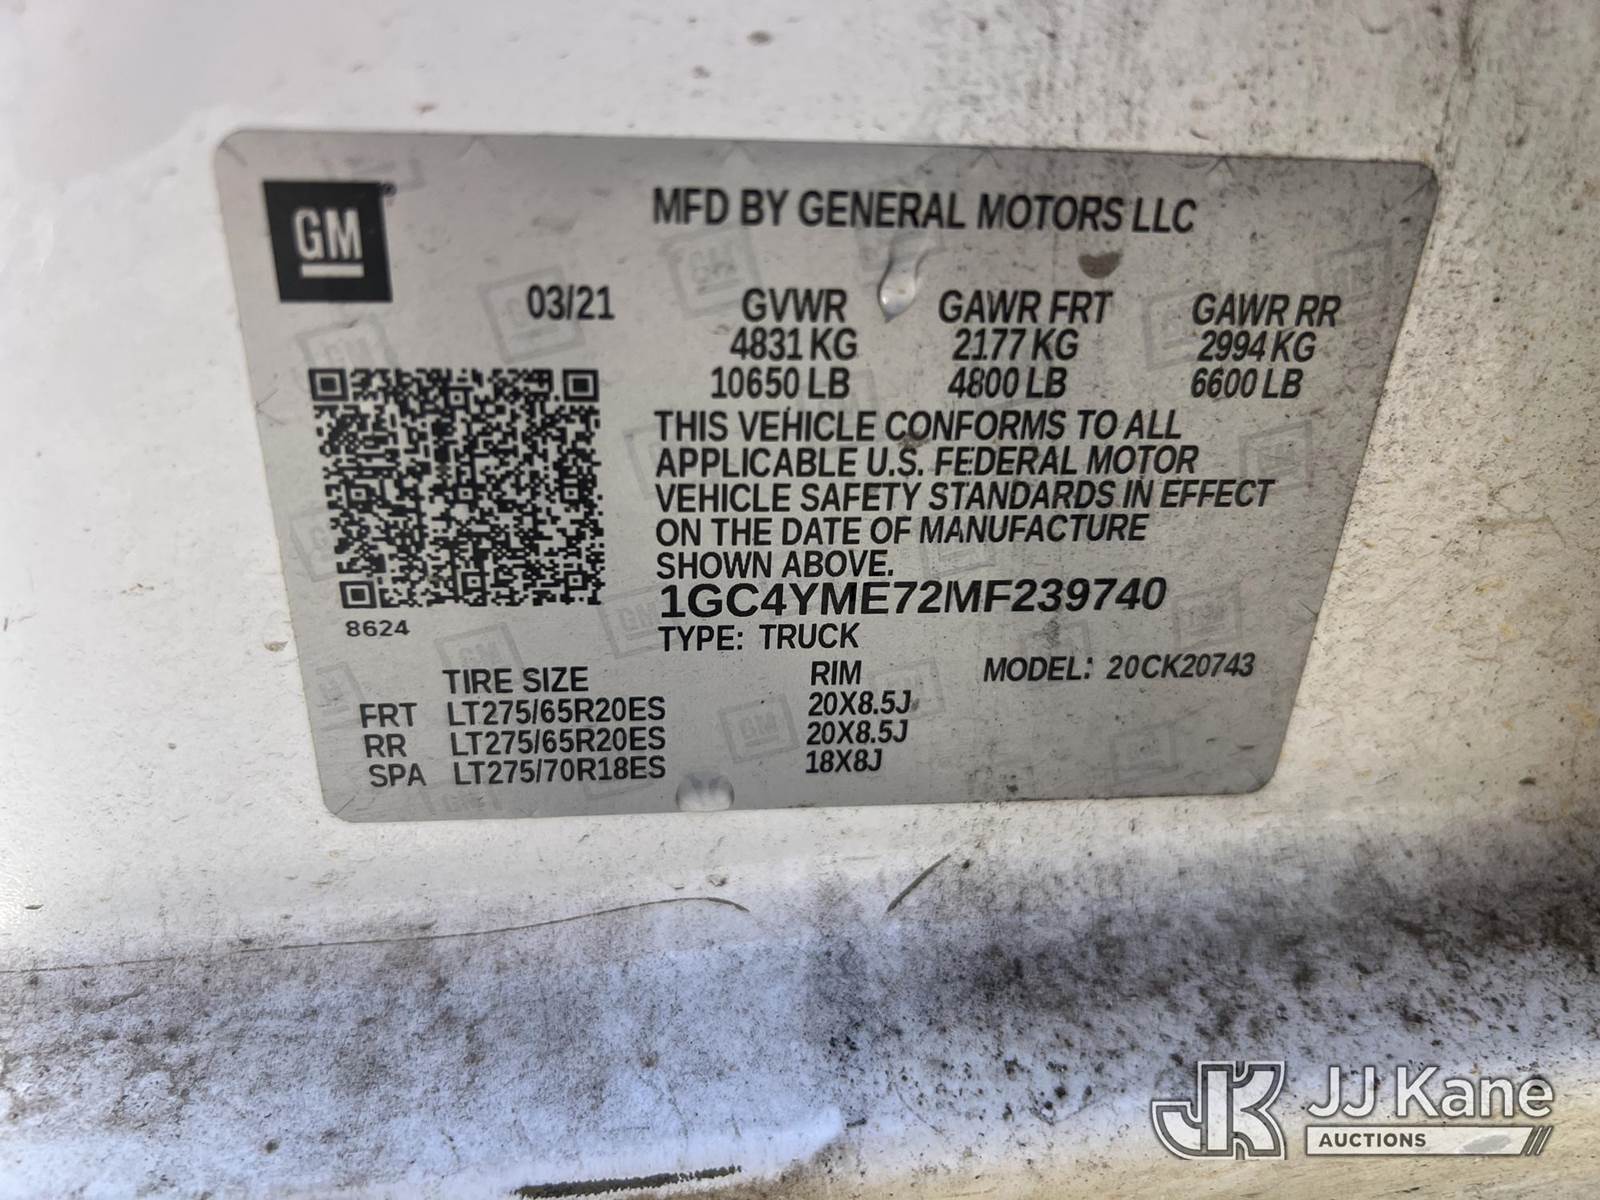 GM
MFD BY GENERAL MOTORS LLC
03/21 GVWR GAWR FRT GAWR RR
4831 KG 2177 KG 2994 KG
10650 LB 4800 LB 6600 LB
THIS VEHICLE CONFORMS TO ALL
APPLICABLE U.S. FEDERAL MOTOR
VEHICLE SAFETY STANDARDS IN EFFECT
ON THE DATE OF MANUFACTURE
SHOWN ABOVE.
1GC4YME72MF239740
8624
TYPE: TRUCK
TIRE SIZE RIM MODEL: 20CK20743
FRT LT275/65R20ES 20X8.5J
RR LT275/65R20ES 20X8.5J
SPA LT275/70R18ES 18X8J
JK JJ Kane
AUCTIONS